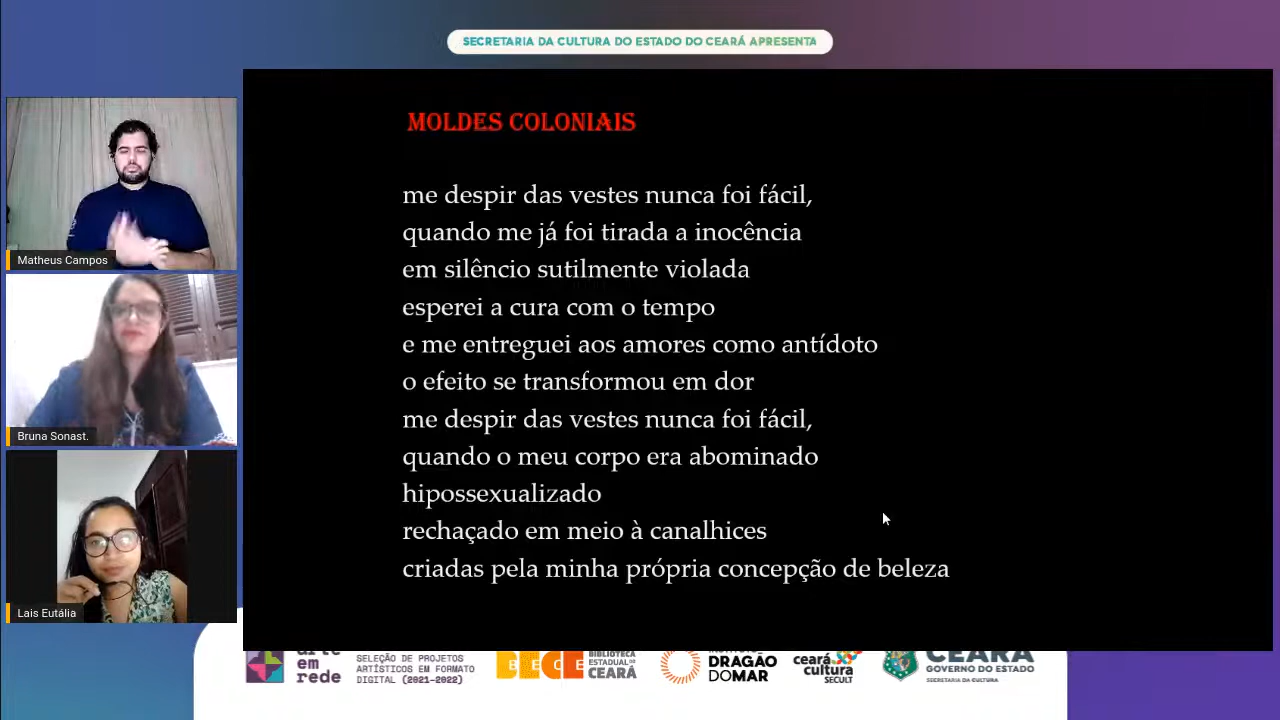 SECRETARIA DA CULTURA DO ESTADO DO CEARÁ APRESENTA
MOLDES COLONIAIS
me despir das vestes nunca foi fácil,
quando me já foi tirada a inocência
em silêncio sutilmente violada
esperei a cura com o tempo
e me entreguei aos amores como antídoto
o efeito se transformou em dor
me despir das vestes nunca foi fácil,
quando o meu corpo era abominado
hipossexualizado
rechaçado em meio à canalhices
criadas pela minha própria concepção de beleza
Matheus Campos
Bruna Sonast.
Lais Eutália
arte
em
rede
SELEÇÃO DE PROJETOS
ARTÍSTICOS EM FORMATO
DIGITAL (2021-2022)
BECE
BIBLIOTECA
ESTADUAL DO
CEARÁ
DRAGÃO
DO MAR
ceará
cultura
SECULT
CEARÁ
GOVERNO DO ESTADO
SECRETARIA DA CULTURA